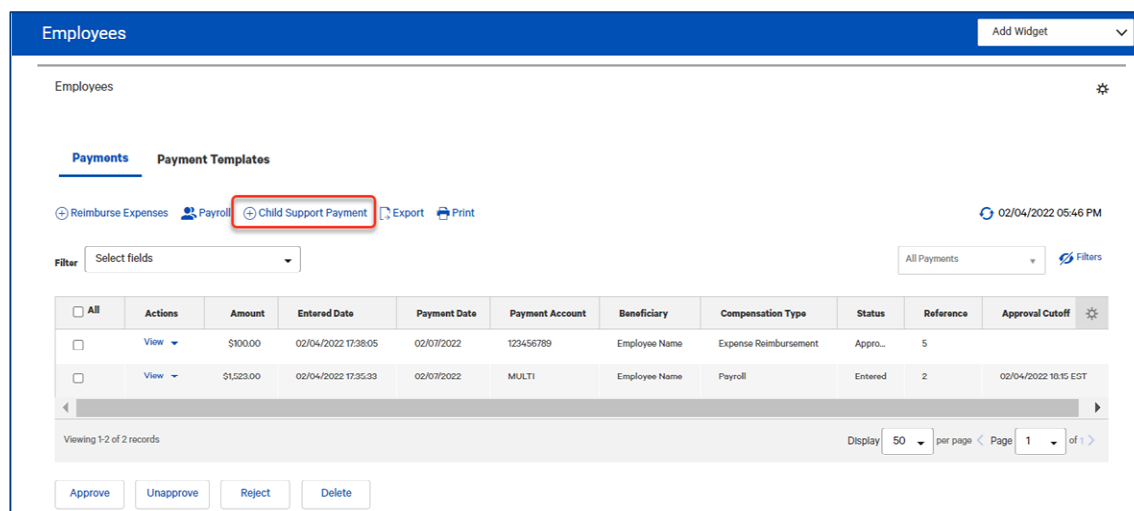 Employees Add Widget
Employees
Payments Payment Templates
Reimburse Expenses Payroll Child Support Payment Export Print 02/04/2022 05:46 PM
Filter Select fields All Payments Filters
All Actions Amount Entered Date Payment Date Payment Account Beneficiary Compensation Type Status Reference Approval Cutoff
View $100.00 02/04/2022 17:38:05 02/07/2022 123456789 Employee Name Expense Reimbursement Appro... 5
View $1,523.00 02/04/2022 17:35:33 02/07/2022 MULTI Employee Name Payroll Entered 2 02/04/2022 18:15 EST
Viewing 1-2 of 2 records Display 50 per page Page 1 of 1
Approve Unapprove Reject Delete